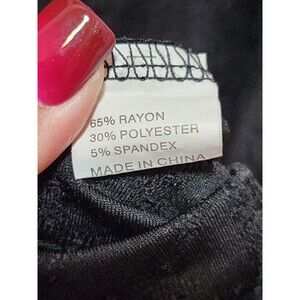 65% RAYON
30% POLYESTER
5% SPANDEX
MADE IN CHINA